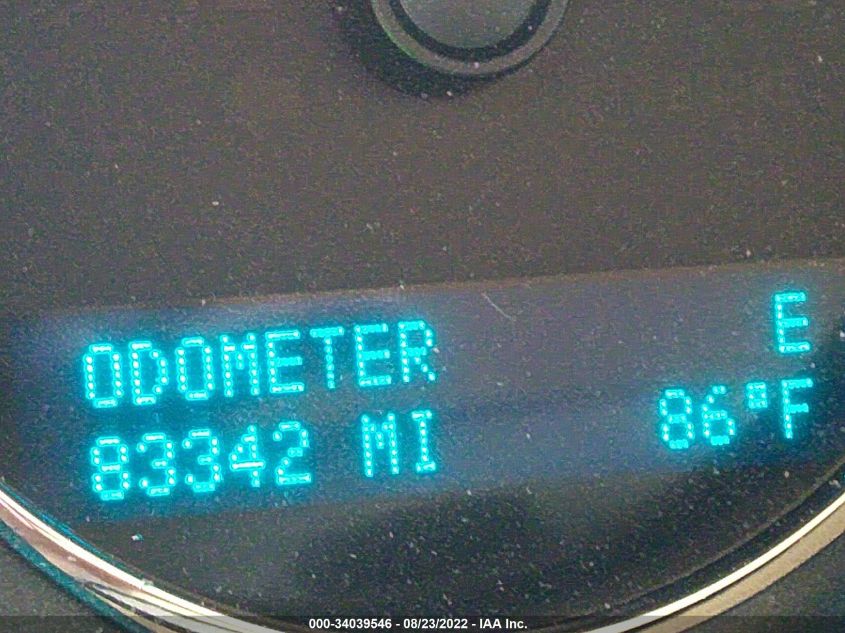 ODOMETER E
83342 MI 86°F
000-34039546 - 08/23/2022 - IAA Inc.